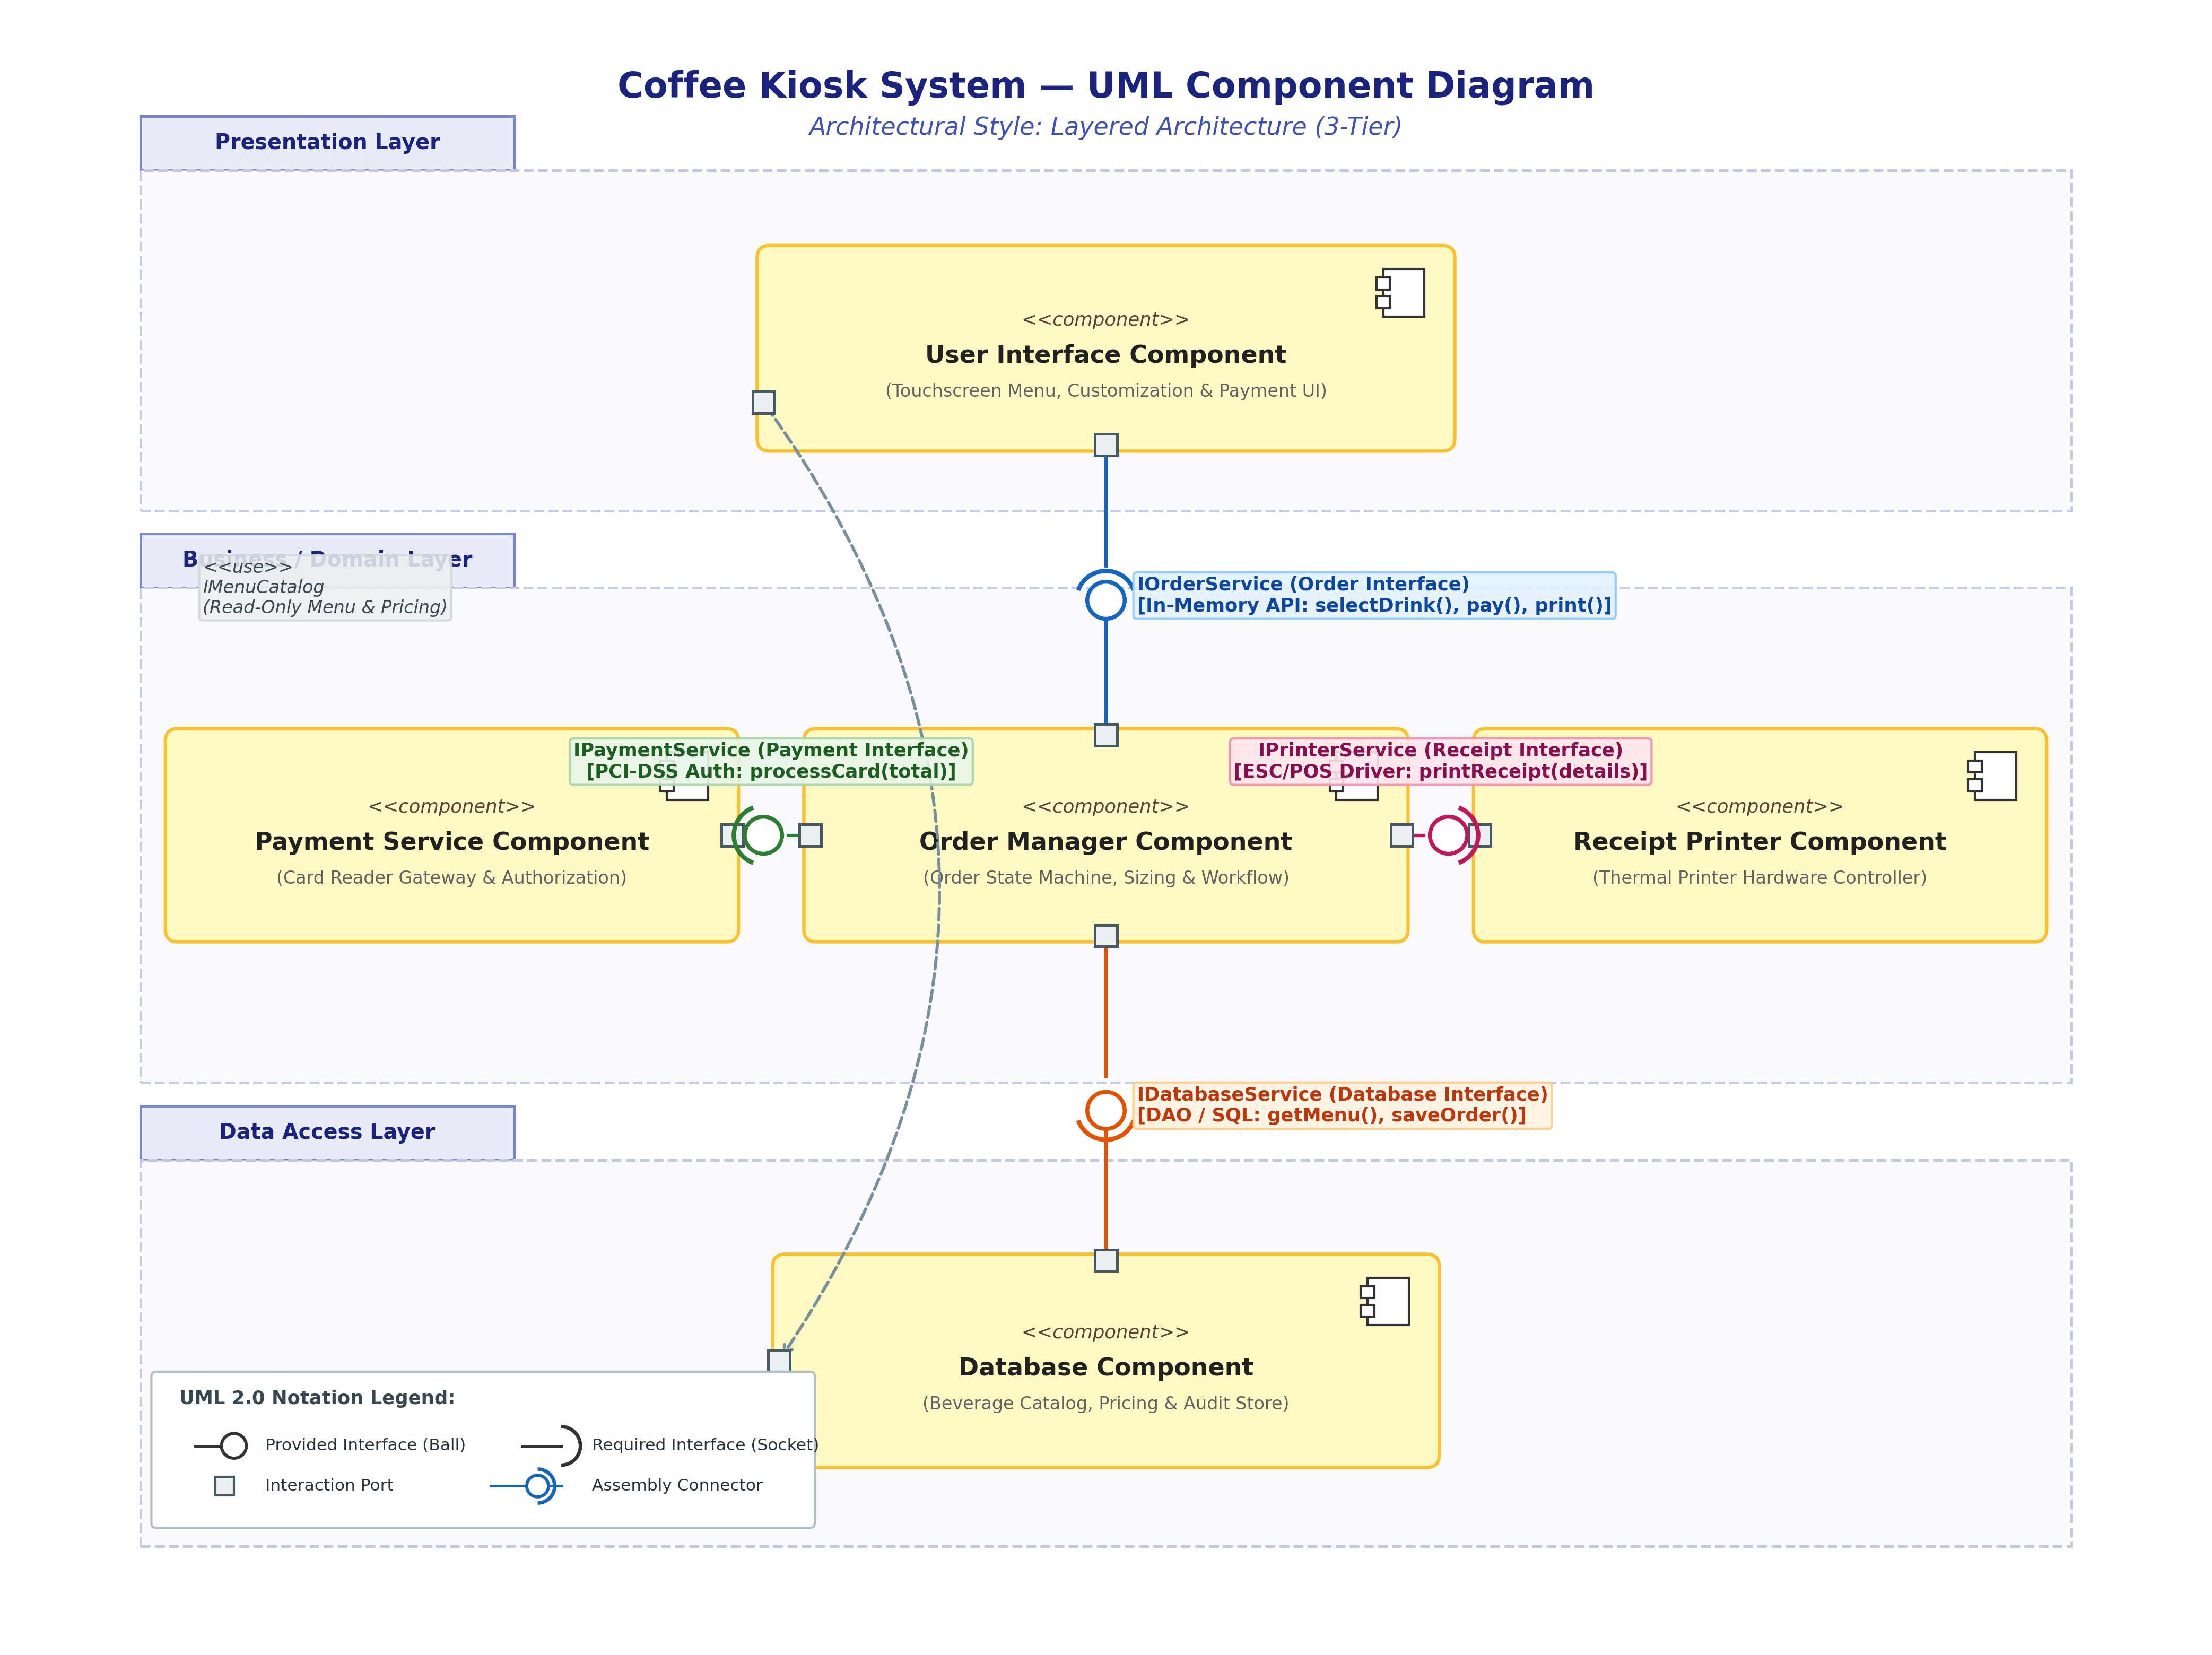 Coffee Kiosk System — UML Component Diagram
Architectural Style: Layered Architecture (3-Tier)
Presentation Layer
<<component>>
User Interface Component
(Touchscreen Menu, Customization & Payment UI)
Business / Domain Layer
<<use>>
IMenuCatalog
(Read-Only Menu & Pricing)
IOrderService (Order Interface)
[In-Memory API: selectDrink(), pay(), print()]
IPaymentService (Payment Interface)
[PCI-DSS Auth: processCard(total)]
IPrinterService (Receipt Interface)
[ESC/POS Driver: printReceipt(details)]
<<component>>
Payment Service Component
(Card Reader Gateway & Authorization)
<<component>>
Order Manager Component
(Order State Machine, Sizing & Workflow)
<<component>>
Receipt Printer Component
(Thermal Printer Hardware Controller)
IDatabaseService (Database Interface)
[DAO / SQL: getMenu(), saveOrder()]
Data Access Layer
<<component>>
Database Component
(Beverage Catalog, Pricing & Audit Store)
UML 2.0 Notation Legend:
Provided Interface (Ball)
Required Interface (Socket)
Interaction Port
Assembly Connector